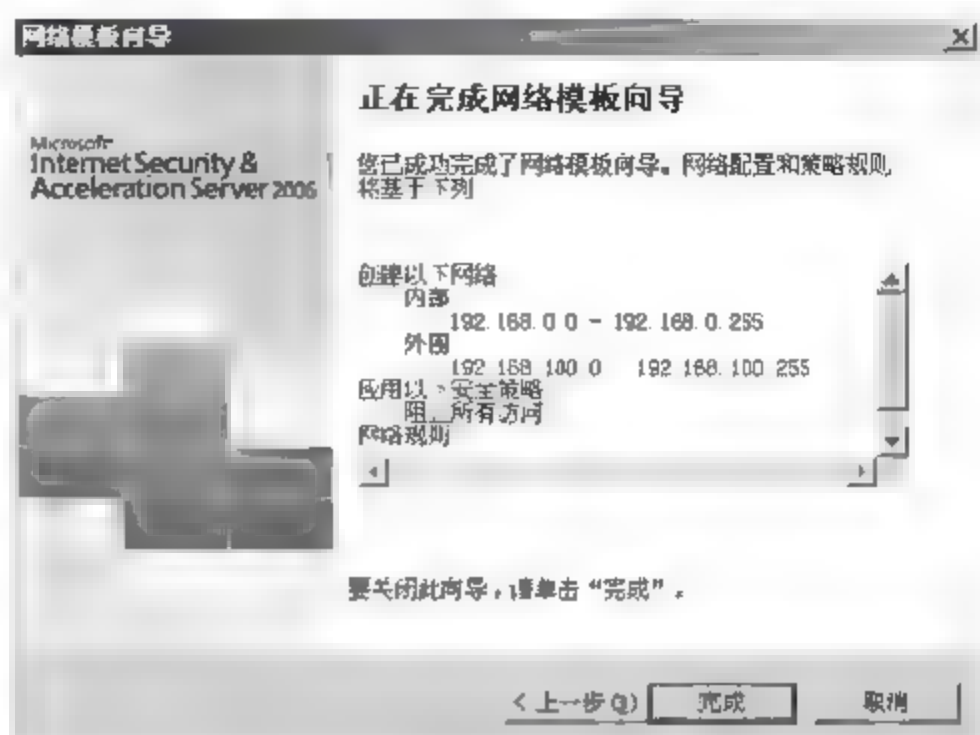 网络模板向导
正在完成网络模板向导
Microsoft
Internet Security &
Acceleration Server 2006
您已成功完成了网络模板向导。网络配置和策略规则
将基于下列
创建以下网络
内部
192.168.0.0 - 192.168.0.255
外围
192.168.100.0 192.168.100.255
应用以下安全策略
阻止所有访问
网络规则
要关闭此向导，请单击“完成”。
< 上一步(B)
完成
取消